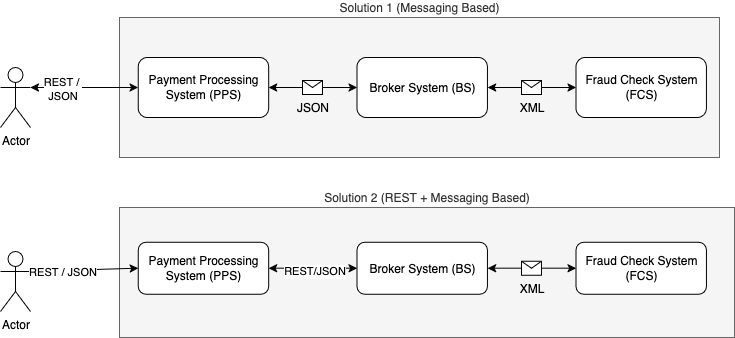 Solution 1 (Messaging Based)
REST /
JSON
Actor
Payment Processing
System (PPS)
JSON
Broker System (BS)
XML
Fraud Check System
(FCS)
Solution 2 (REST + Messaging Based)
REST / JSON
Actor
Payment Processing
System (PPS)
REST/JSON
Broker System (BS)
XML
Fraud Check System
(FCS)